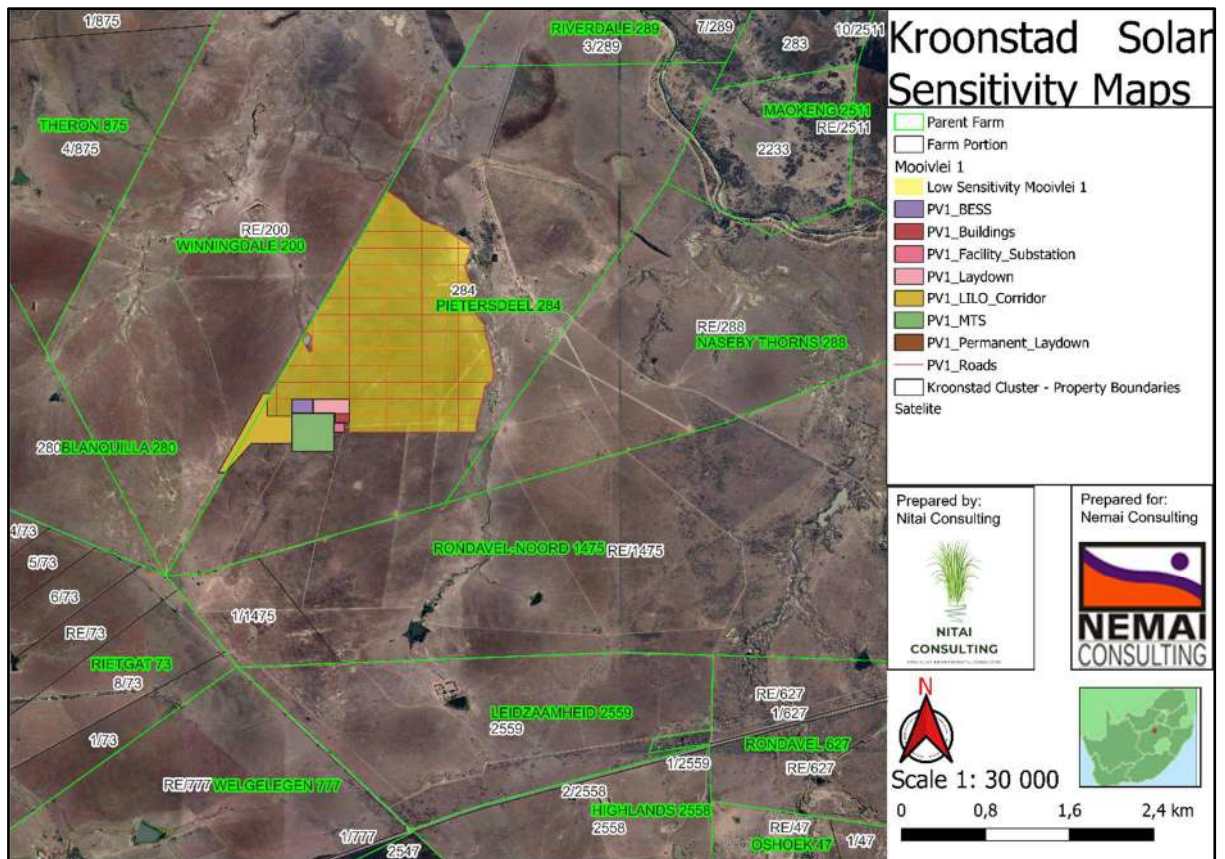 Kroonstad Solar
Sensitivity Maps
Parent Farm
Farm Portion
Mooivlei 1
Low Sensitivity Mooivlei 1
PV1_BESS
PV1_Buildings
PV1_Facility_Substation
PV1_Laydown
PV1_LILO_Corridor
PV1_MTS
PV1_Permanent_Laydown
PV1_Roads
Kroonstad Cluster - Property Boundaries
Satelite
Prepared by:
Nitai Consulting
NITAI
CONSULTING
Prepared for:
Nemai Consulting
NEMAI
CONSULTING
N
Scale 1: 30 000
0 0,8 1,6 2,4 km
1/875
RIVERDALE 289
3/289
7/289
283
10/2511
THERON 875
4/875
MAOKENG 2511
RE/2511
2233
RE/200
WINNINGDALE 200
284
PIETERSDEEL 284
RE/288
NASEBY THORNS 288
280
BLANQUILLA 280
4/73
5/73
6/73
RE/73
RIETGAT 73
8/73
1/73
RONDAVEL-NOORD 1475
RE/1475
1/1475
LEIDZAAMHEID 2559
2559
RE/627
1/627
RONDAVEL 627
RE/627
1/2559
RE/777
WELGELEGEN 777
2/2558
HIGHLANDS 2558
2558
1/777
2547
RE/47
OSHOEK 47
1/47